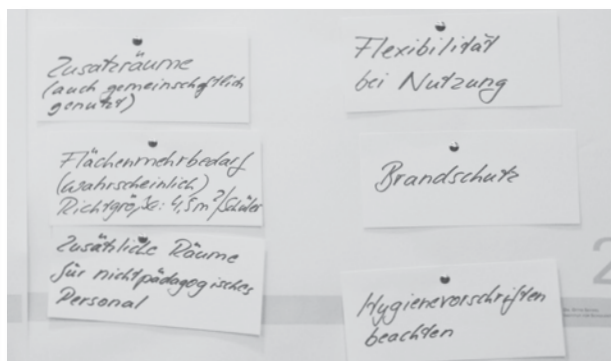 Zusatzräume
(auch gemeinschaftlich
genutzt)
Flächenmehrbedarf
(wahrscheinlich)
Richtgröße: 4,5m²/Schüler
Zusätzliche Räume
für nichtpädagogisches
Personal
Flexibilität
bei Nutzung
Brandschutz
Hygienevorschriften
beachten
2